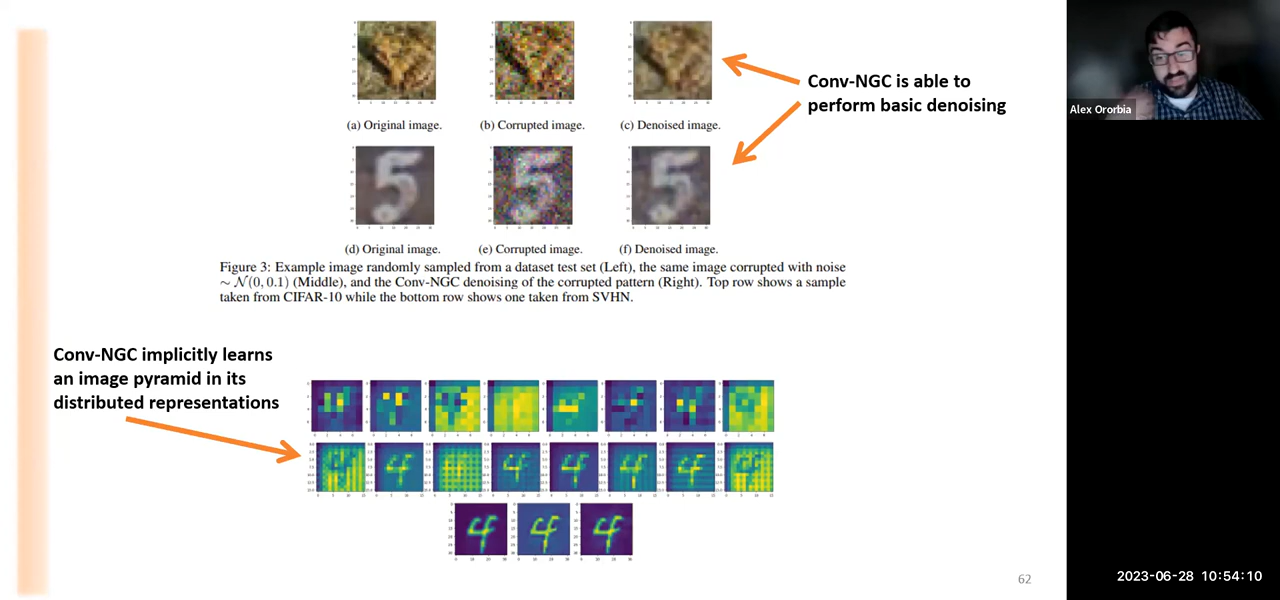 (a) Original image.
(b) Corrupted image.
(c) Denoised image.
Conv-NGC is able to
perform basic denoising
Alex Ororbia
(d) Original image.
(e) Corrupted image.
(f) Denoised image.
Figure 3: Example image randomly sampled from a dataset test set (Left), the same image corrupted with noise
∼ N(0, 0.1) (Middle), and the Conv-NGC denoising of the corrupted pattern (Right). Top row shows a sample
taken from CIFAR-10 while the bottom row shows one taken from SVHN.
Conv-NGC implicitly learns
an image pyramid in its
distributed representations
62
2023-06-28 10:54:10